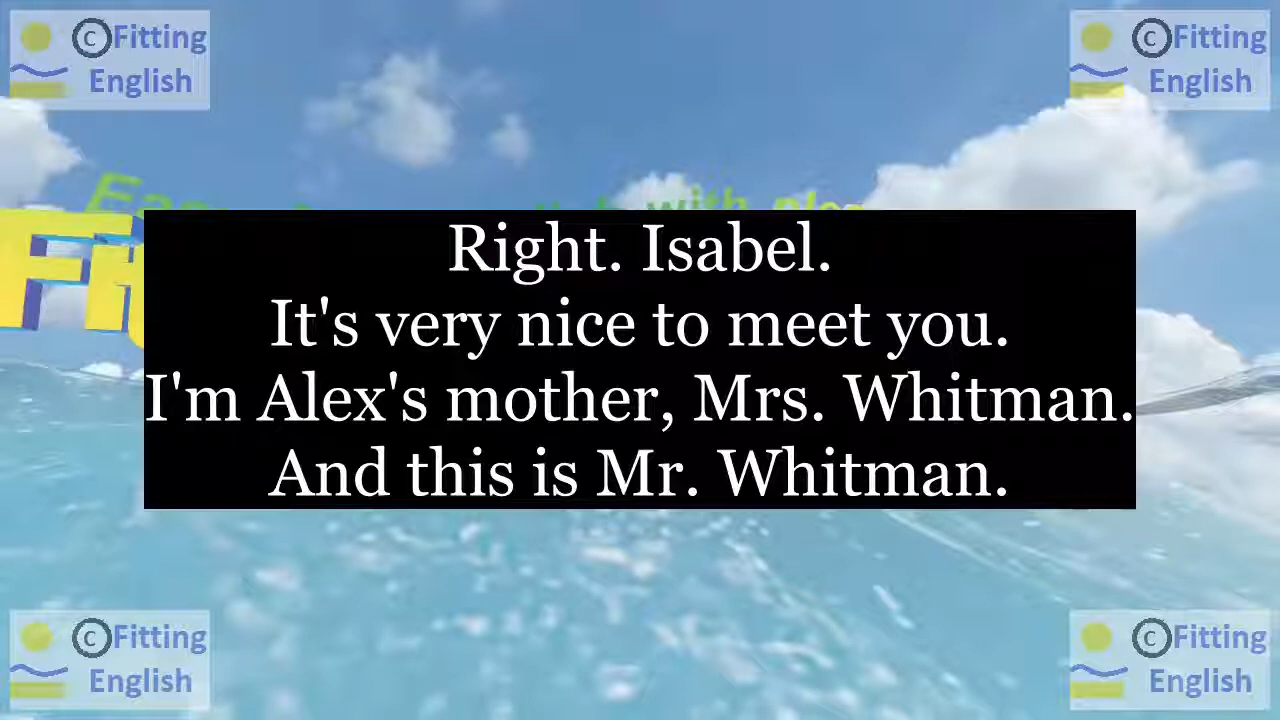 ©Fitting
English
©Fitting
English
with
Right. Isabel.
It's very nice to meet you.
I'm Alex's mother, Mrs. Whitman.
And this is Mr. Whitman.
©Fitting
English
©Fitting
English